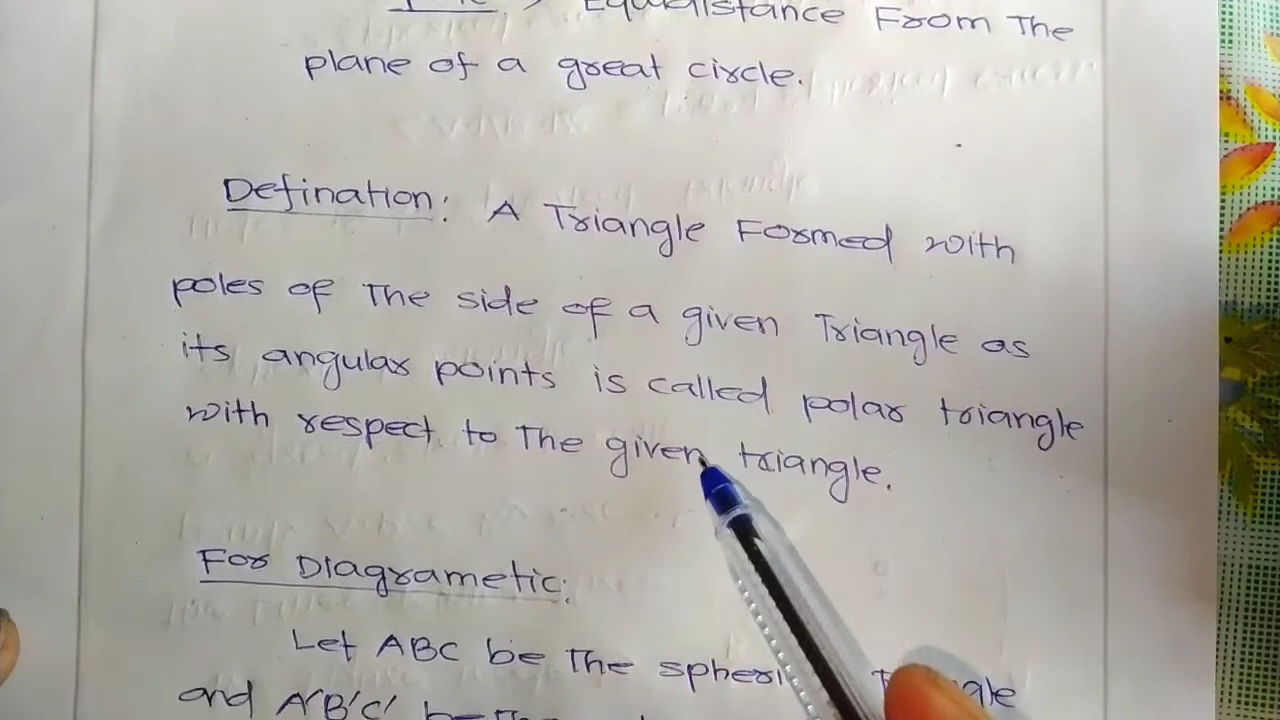 Equadistance From The
plane of a great circle.
Defination: A Triangle Formed with
poles of The side of a given Triangle as
its angular points is called polar triangle
with respect to The given triangle.
For Diagrametic:
Let ABC be The
and A'B'C'